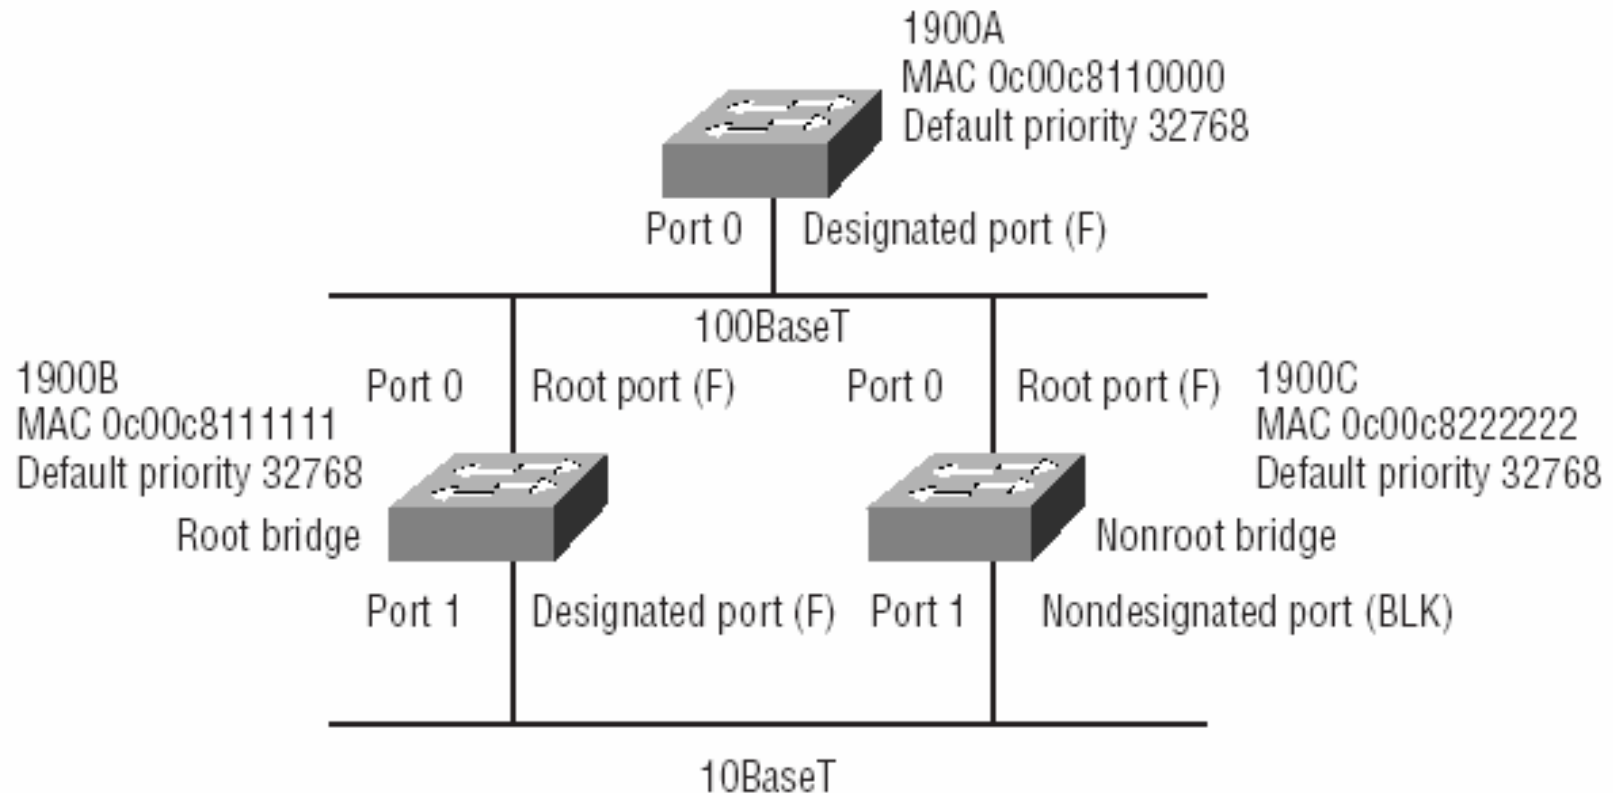 1900A
MAC 0c00c8110000
Default priority 32768
Port 0
Designated port (F)
100BaseT
1900B
MAC 0c00c8111111
Default priority 32768
Root bridge
Port 0
Root port (F)
Port 0
Root port (F)
1900C
MAC 0c00c8222222
Default priority 32768
Nonroot bridge
Port 1
Designated port (F)
Port 1
Nondesignated port (BLK)
10BaseT